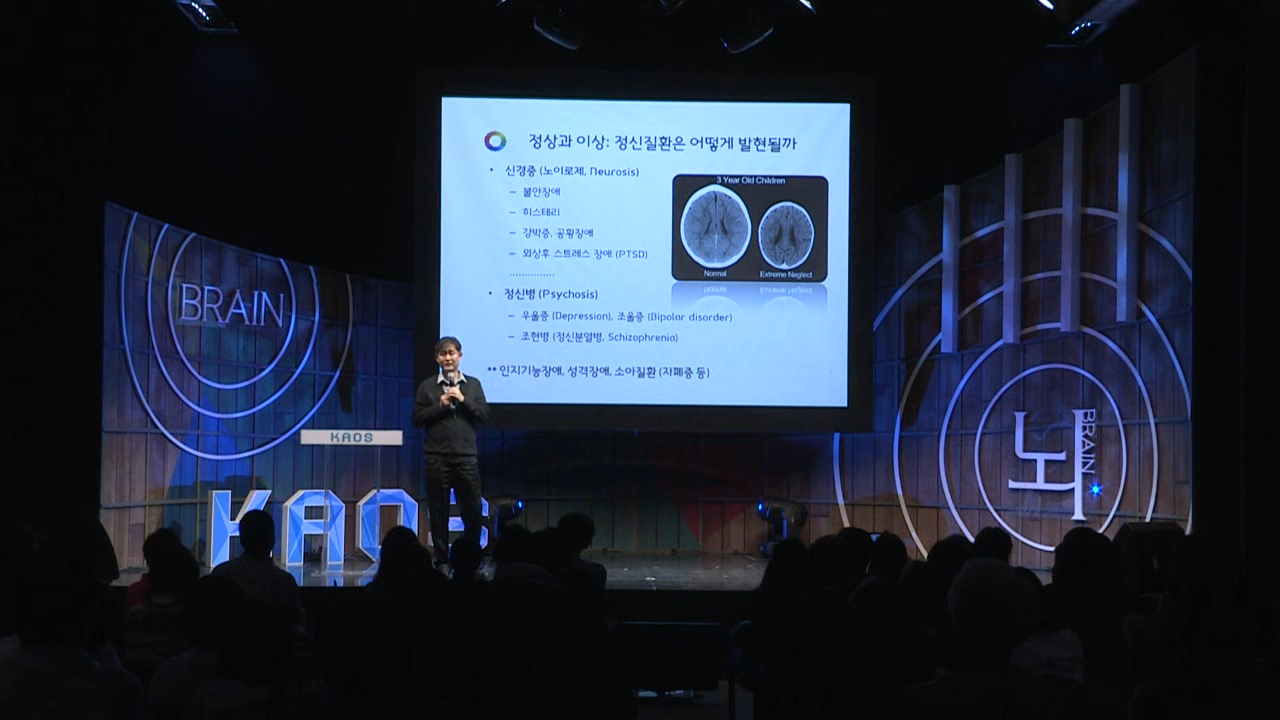 정상과 이상: 정신질환은 어떻게 발현될까
• 신경증 (노이로제, Neurosis)
– 불안장애
– 히스테리
– 강박증, 공황장애
– 외상후 스트레스 장애 (PTSD)
...............
3 Year Old Children
Normal
Extreme Neglect
• 정신병 (Psychosis)
– 우울증 (Depression), 조울증 (Bipolar disorder)
– 조현병 (정신분열병, Schizophrenia)
** 인지기능장애, 성격장애, 소아질환 (자폐증 등)
BRAIN
KAOS
KAOS
뇌
BRAIN